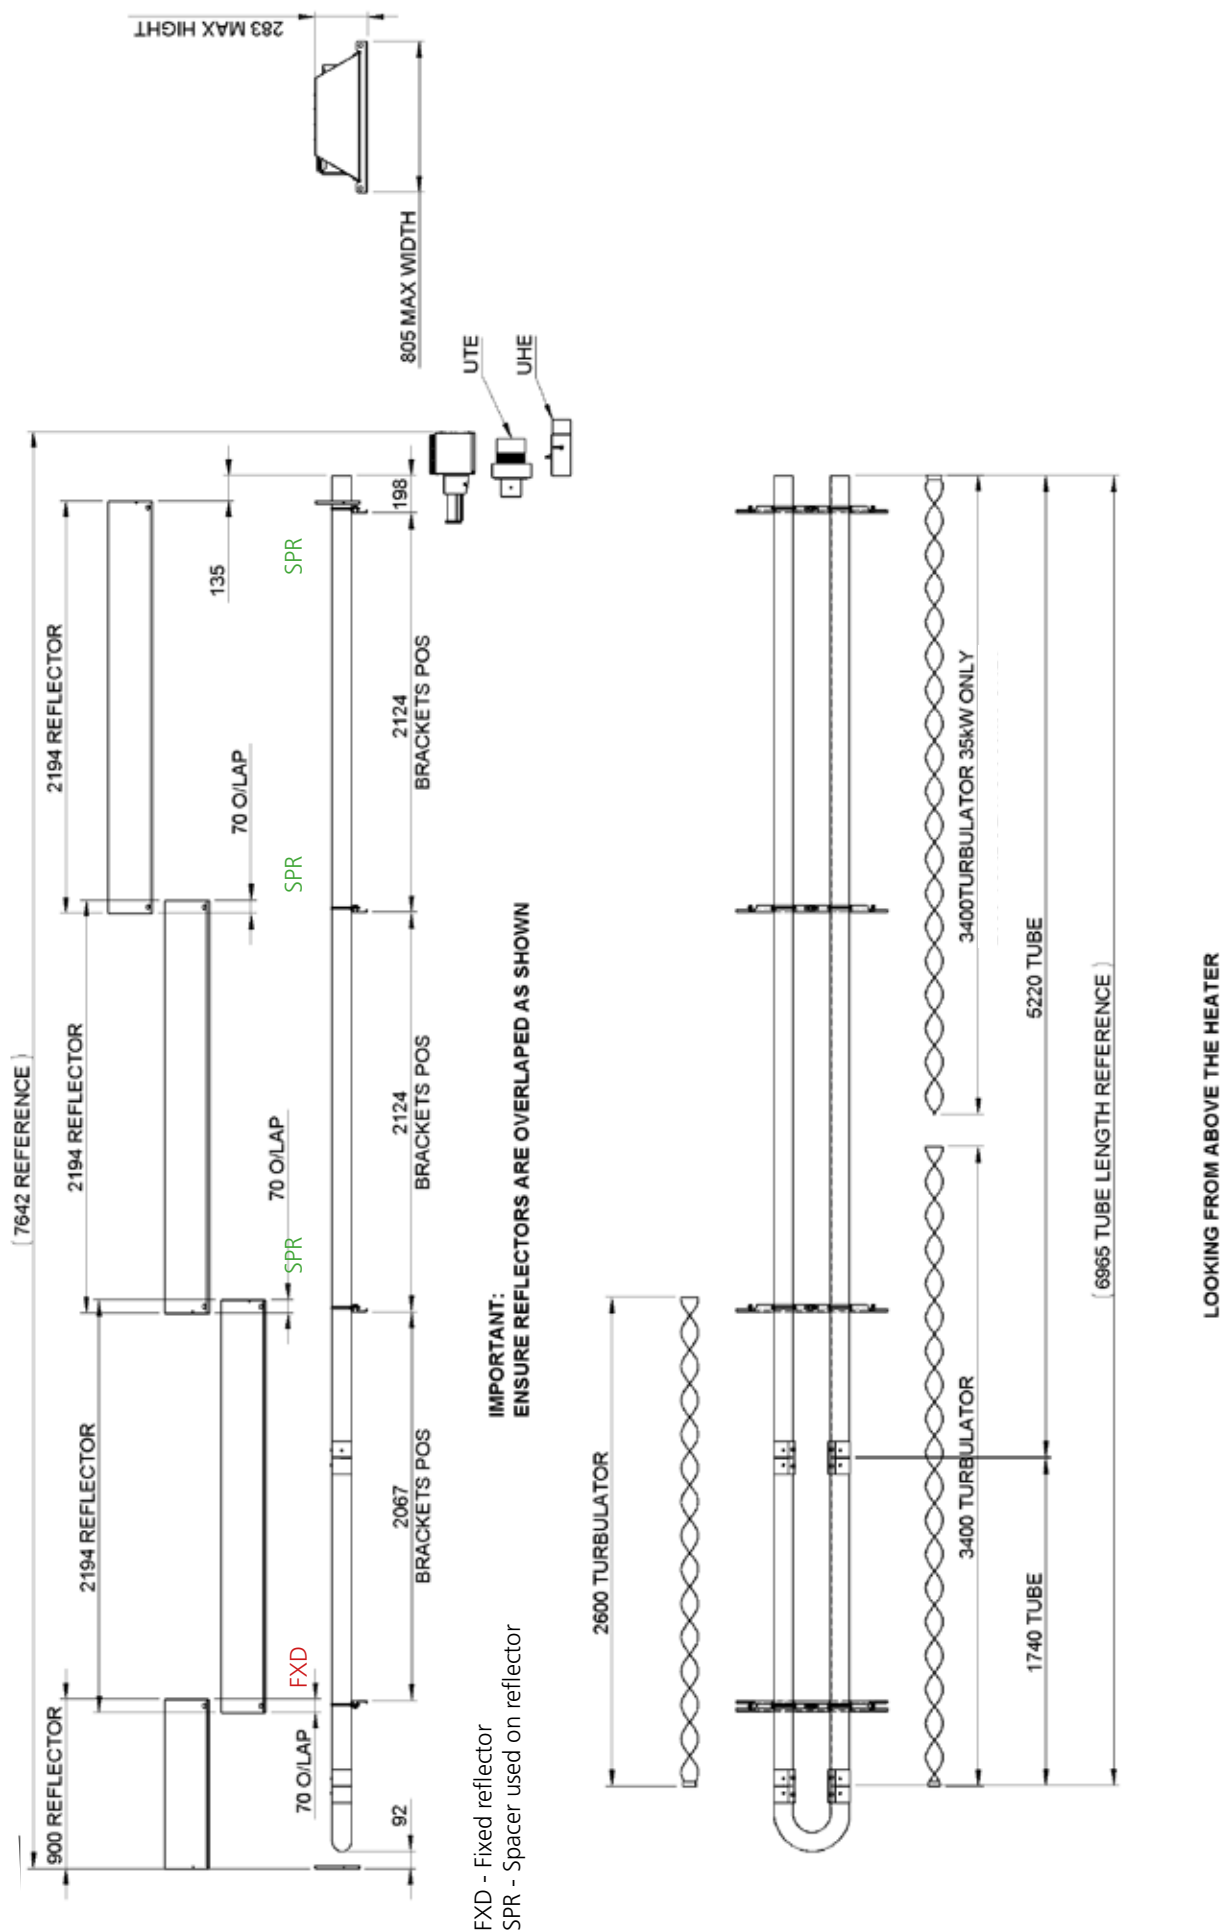 283 MAX HIGHT
805 MAX WIDTH
[ 7642 REFERENCE ]
900 REFLECTOR
2194 REFLECTOR
2194 REFLECTOR
2194 REFLECTOR
70 O/LAP
70 O/LAP
70 O/LAP
135
FXD
SPR
SPR
SPR
92
2067
BRACKETS POS
2124
BRACKETS POS
2124
BRACKETS POS
198
UTE
UHE
FXD - Fixed reflector
SPR - Spacer used on reflector
IMPORTANT:
ENSURE REFLECTORS ARE OVERLAPED AS SHOWN
2600 TURBULATOR
3400 TURBULATOR
3400TURBULATOR 35kW ONLY
1740 TUBE
5220 TUBE
[ 6965 TUBE LENGTH REFERENCE ]
LOOKING FROM ABOVE THE HEATER